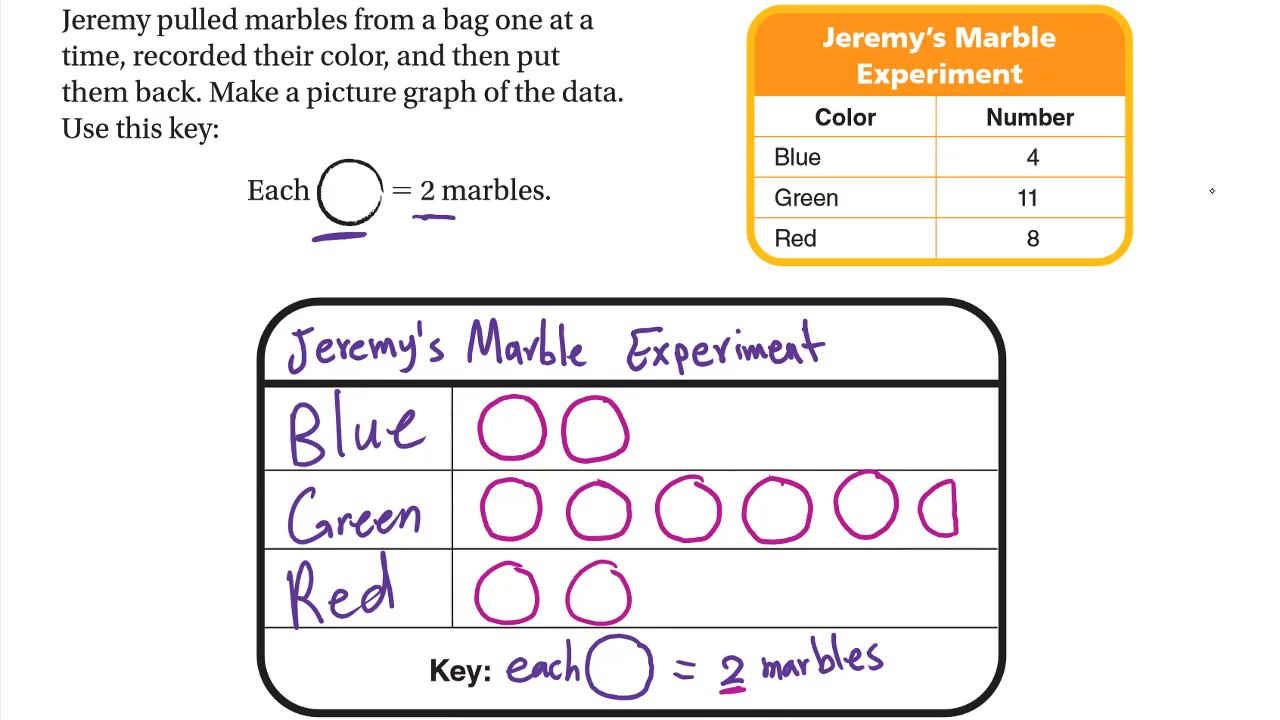 Jeremy pulled marbles from a bag one at a
time, recorded their color, and then put
them back. Make a picture graph of the data.
Use this key:
Each = 2 marbles.
Jeremy's Marble
Experiment
Color Number
Blue 4
Green 11
Red 8
Jeremy's Marble Experiment
Blue
Green
Red
Key: each = 2 marbles